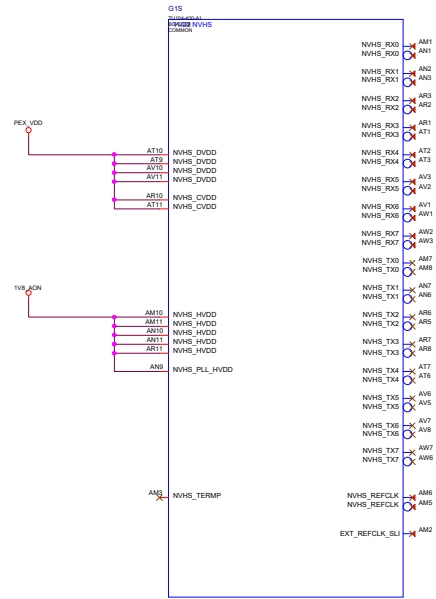 G1S
COMMON
NVHS
NVHS_RX0 AM1
NVHS_RX0 AN1
NVHS_RX1 AN2
NVHS_RX1 AN3
NVHS_RX2 AR3
NVHS_RX2 AR2
PEX_VDD
NVHS_RX3 AR1
NVHS_RX3 AT1
AT10 NVHS_DVDD
NVHS_RX4 AT2
AT9 NVHS_DVDD
NVHS_RX4 AT3
AV10 NVHS_DVDD
AV11 NVHS_DVDD
NVHS_RX5 AV3
NVHS_RX5 AV2
AR10 NVHS_CVDD
AT11 NVHS_CVDD
NVHS_RX6 AV1
NVHS_RX6 AW1
NVHS_RX7 AW2
NVHS_RX7 AW3
NVHS_TX0 AM7
NVHS_TX0 AM8
1V8_AON
NVHS_TX1 AN7
NVHS_TX1 AN6
AM10 NVHS_HVDD
NVHS_TX2 AR6
AM11 NVHS_HVDD
NVHS_TX2 AR5
AN10 NVHS_HVDD
AN11 NVHS_HVDD
NVHS_TX3 AR7
AR11 NVHS_HVDD
NVHS_TX3 AR8
AN9 NVHS_PLL_HVDD
NVHS_TX4 AT7
NVHS_TX4 AT6
NVHS_TX5 AV6
NVHS_TX5 AV5
NVHS_TX6 AV7
NVHS_TX6 AV8
NVHS_TX7 AW7
NVHS_TX7 AW6
AM3 NVHS_TERMP
NVHS_REFCLK AM6
NVHS_REFCLK AM5
EXT_REFCLK_SLI AM2